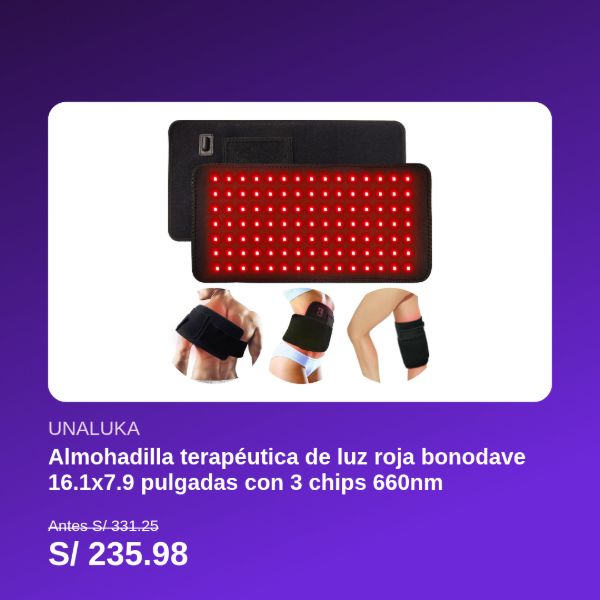 UNALUKA
Almohadilla terapéutica de luz roja bonodave
16.1x7.9 pulgadas con 3 chips 660nm
Antes S/ 331.25
S/ 235.98